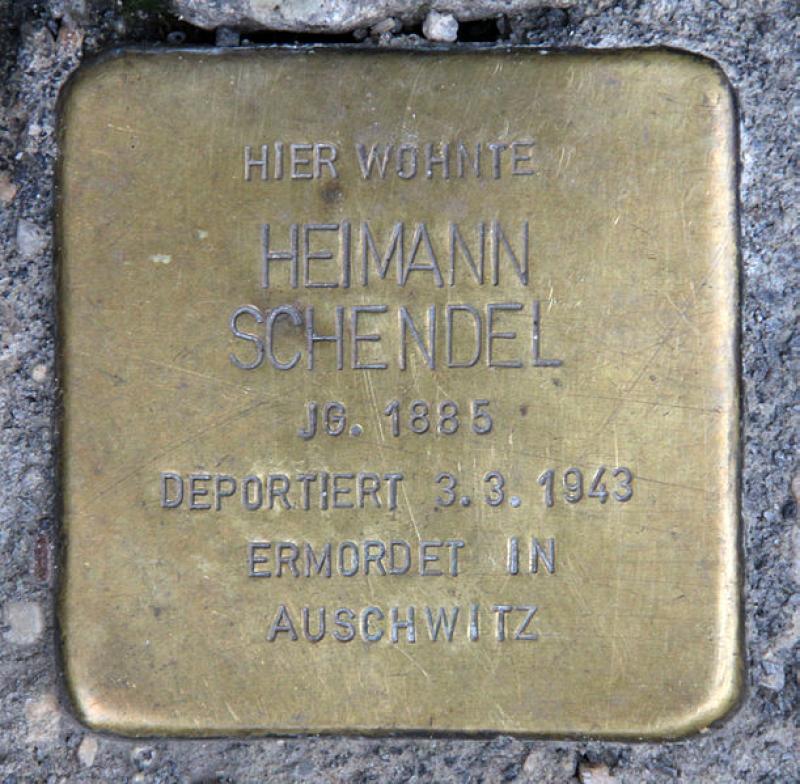 HIER WOHNTE
HEIMANN
SCHENDEL
JG. 1885
DEPORTIERT 3.3.1943
ERMORDET IN
AUSCHWITZ